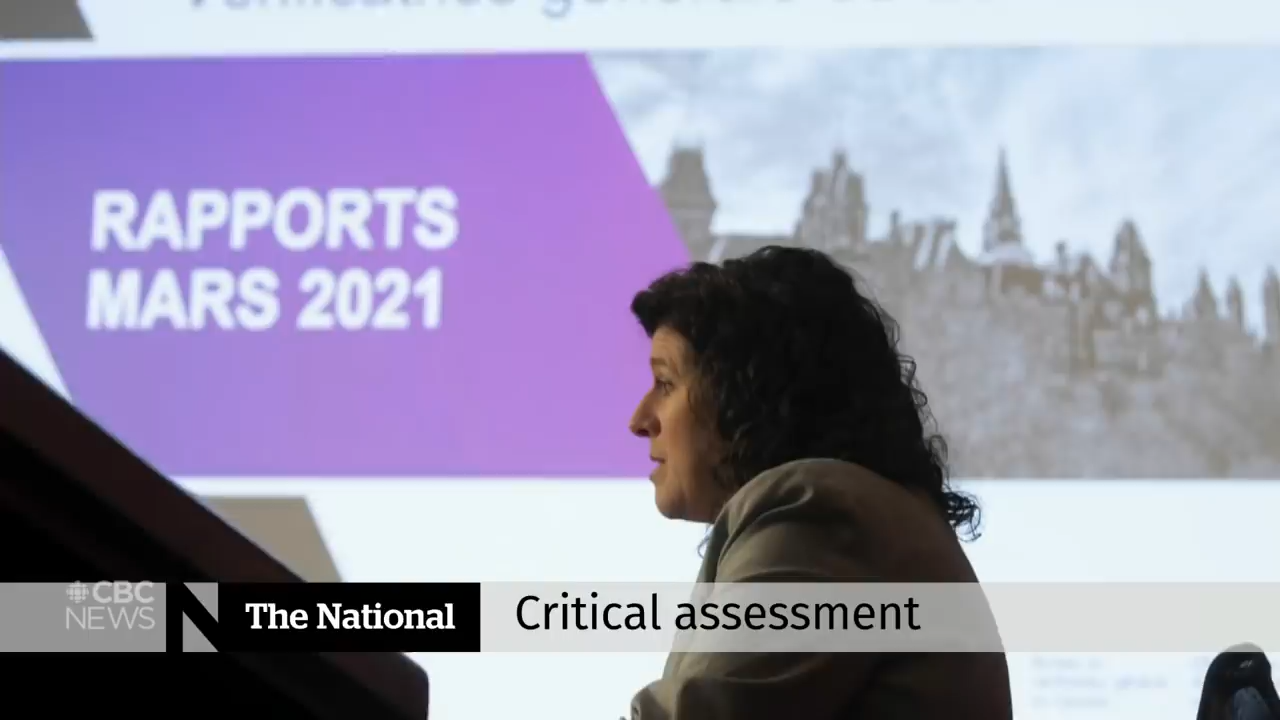 RAPPORTS
MARS 2021
CBC
NEWS
The National
Critical assessment